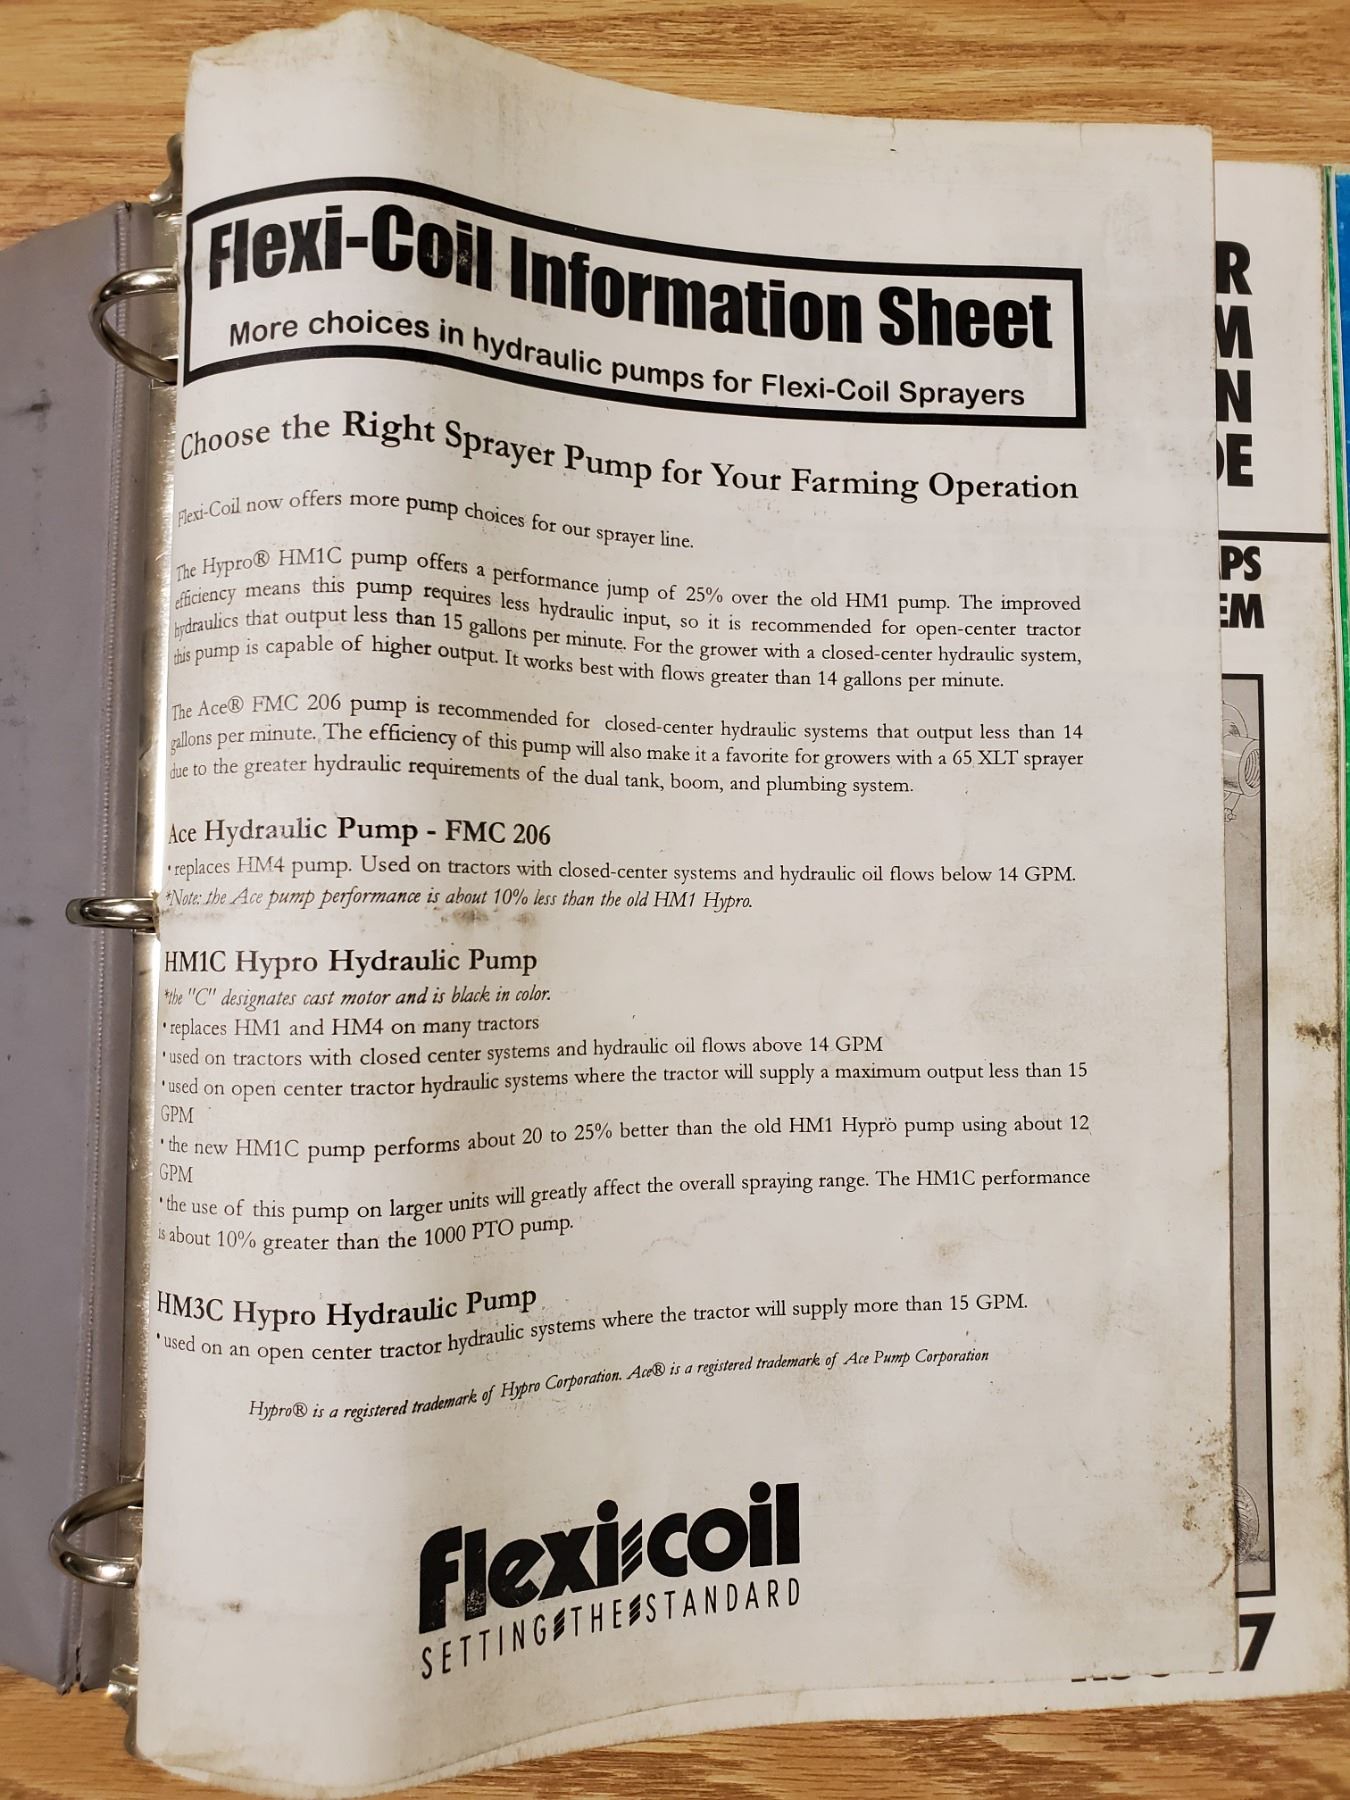 Flexi-Coil Information Sheet
More choices in hydraulic pumps for Flexi-Coil Sprayers
Choose the Right Sprayer Pump for Your Farming Operation
Flexi-Coil now offers more pump choices for our sprayer line.
The Hypro® HM1C pump offers a performance jump of 25% over the old HM1 pump. The improved
efficiency means this pump requires less hydraulic input, so it is recommended for open-center tractor
hydraulics that output less than 15 gallons per minute. For the grower with a closed-center hydraulic system,
this pump is capable of higher output. It works best with flows greater than 14 gallons per minute.
The Ace® FMC 206 pump is recommended for closed-center hydraulic systems that output less than 14
gallons per minute. The efficiency of this pump will also make it a favorite for growers with a 65 XLT sprayer
due to the greater hydraulic requirements of the dual tank, boom, and plumbing system.
Ace Hydraulic Pump - FMC 206
• replaces HM4 pump. Used on tractors with closed-center systems and hydraulic oil flows below 14 GPM.
*Note: the Ace pump performance is about 10% less than the old HM1 Hypro.
HM1C Hypro Hydraulic Pump
*the "C" designates cast motor and is black in color.
• replaces HM1 and HM4 on many tractors
• used on tractors with closed center systems and hydraulic oil flows above 14 GPM
• used on open center tractor hydraulic systems where the tractor will supply a maximum output less than 15
GPM
• the new HM1C pump performs about 20 to 25% better than the old HM1 Hypro pump using about 12
GPM
• the use of this pump on larger units will greatly affect the overall spraying range. The HM1C performance
is about 10% greater than the 1000 PTO pump.
HM3C Hypro Hydraulic Pump
• used on an open center tractor hydraulic systems where the tractor will supply more than 15 GPM.
Hypro® is a registered trademark of Hypro Corporation. Ace® is a registered trademark of Ace Pump Corporation
flexi-coil
SETTING THE STANDARD
R
M
N
DE
PS
EM
7